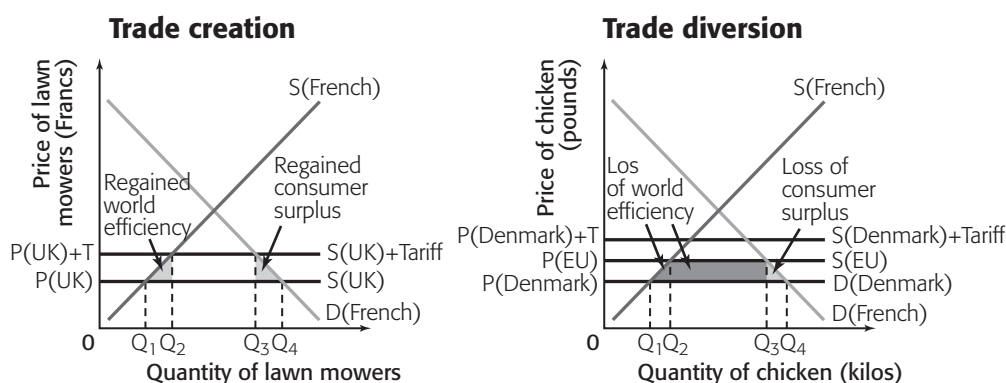 Trade creation
Price of lawn
mowers (Francs)
S(French)
Regained
world
efficiency
Regained
consumer
surplus
P(UK)+T
S(UK)+Tariff
P(UK)
S(UK)
D(French)
0
Q1 Q2
Q3 Q4
Quantity of lawn mowers
Trade diversion
Price of chicken
(pounds)
S(French)
Los
of world
efficiency
Loss of
consumer
surplus
P(Denmark)+T
S(Denmark)+Tariff
P(EU)
S(EU)
P(Denmark)
D(Denmark)
D(French)
0
Q1 Q2
Q3 Q4
Quantity of chicken (kilos)